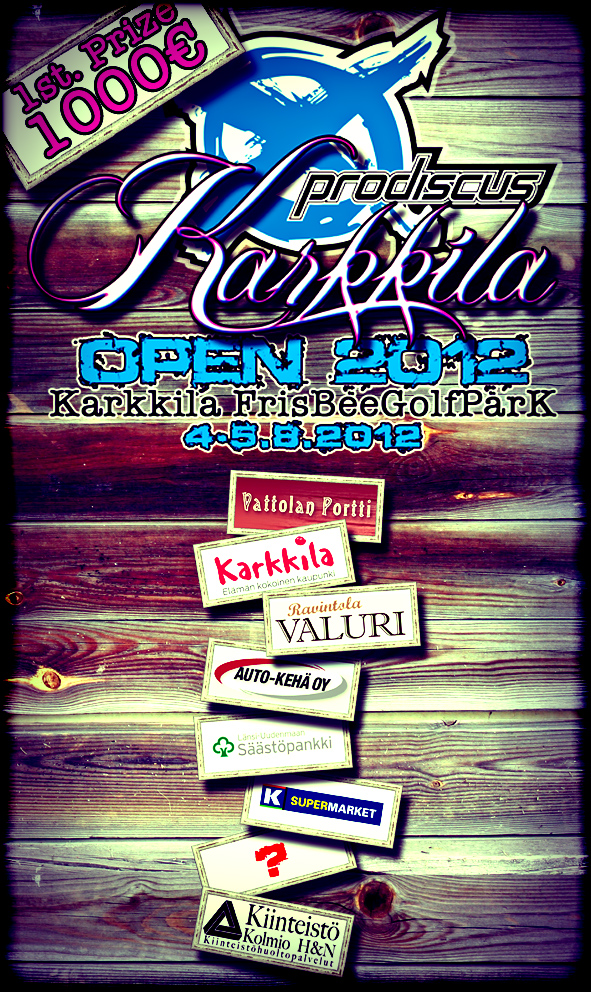 1st. Prize
1000€
prodiscus
Karkkila
OPEN 2012
Karkkila FrisBeeGolfParK
4-5.8.2012
Vattolan Portti
Karkkila
Elämän kokoinen kaupunki
Ravintola
VALURI
AUTO-KEHÄ OY
Länsi-Uudenmaan
Säästöpankki
K SUPERMARKET
?
Kiinteistö
Kolmio H&N
Kiinteistöhuoltopalvelut